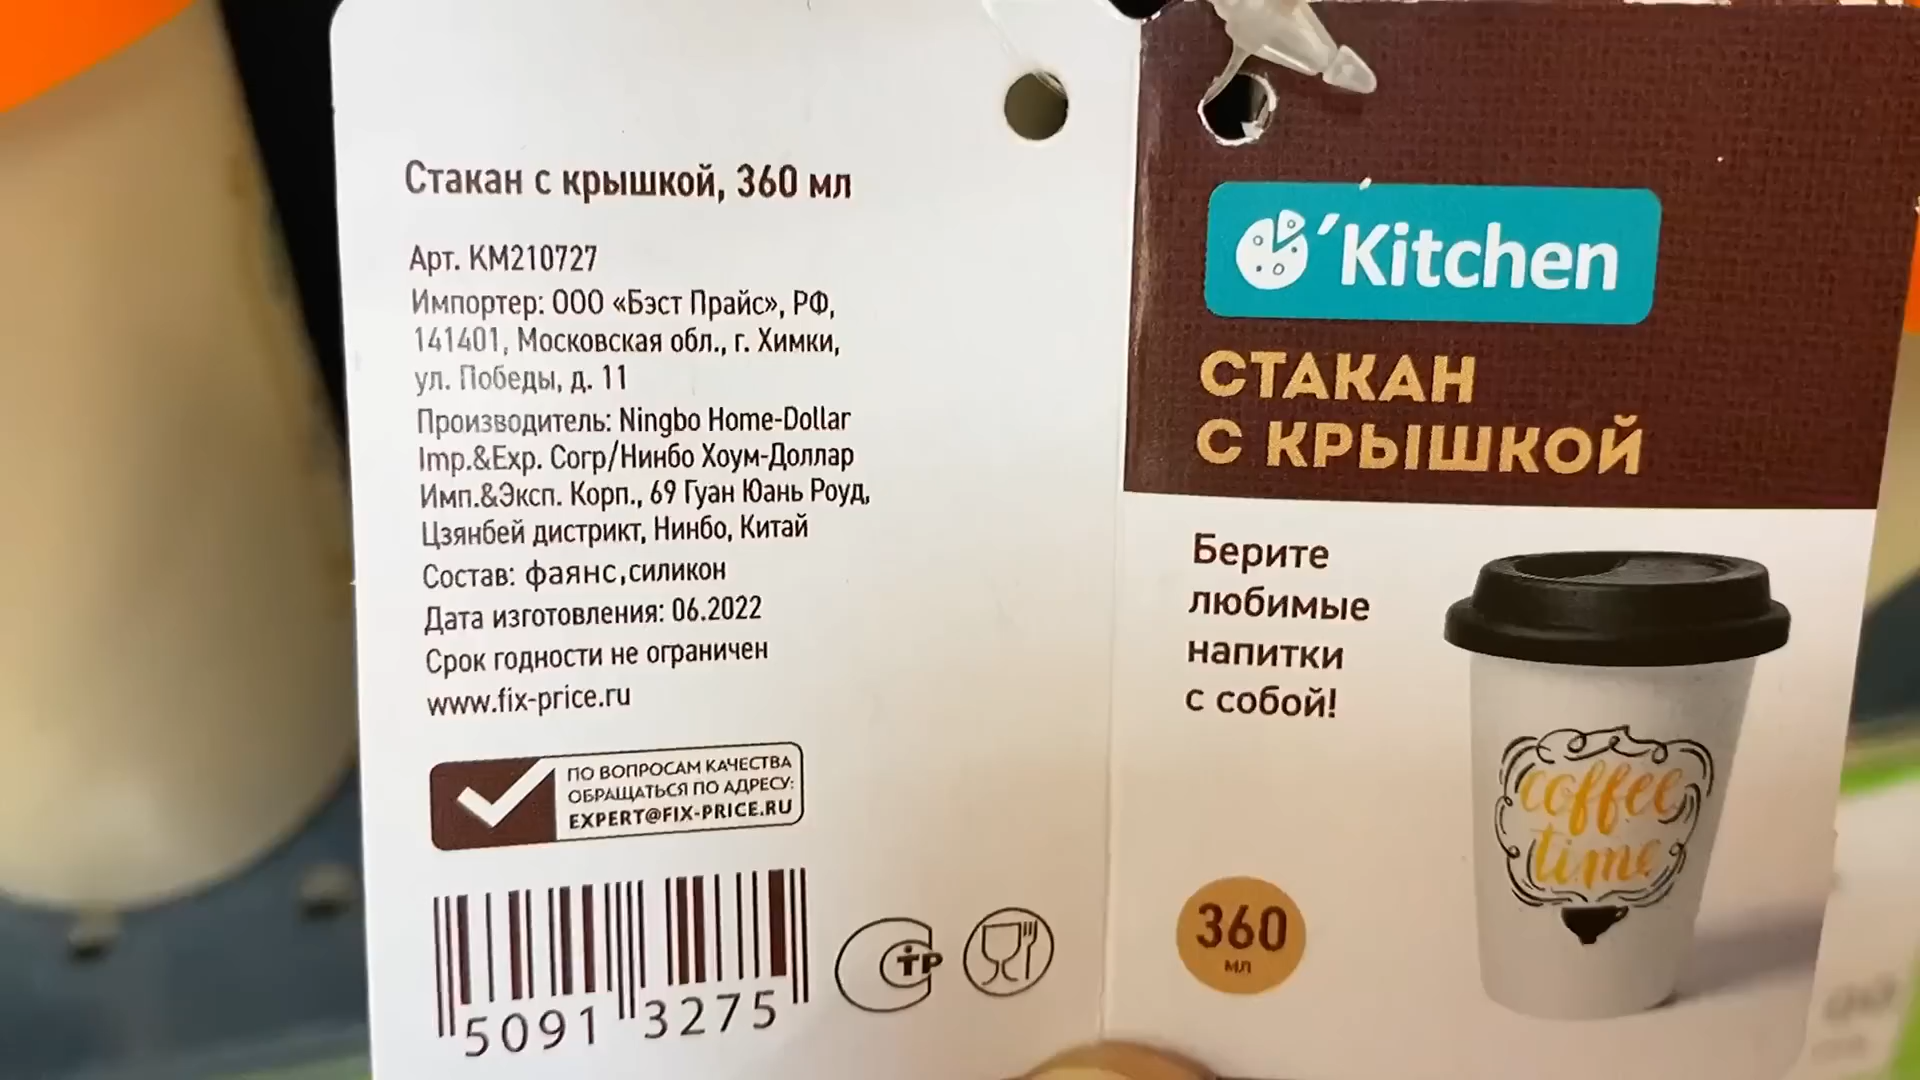 Стакан с крышкой, 360 мл
Арт. KM210727
Импортер: ООО «Бэст Прайс», РФ,
141401, Московская обл., г. Химки,
ул. Победы, д. 11
Производитель: Ningbo Home-Dollar
Imp.&Exp. Corp/Нинбо Хоум-Доллар
Имп.&Эксп. Корп., 69 Гуан Юань Роуд,
Цзянбей дистрикт, Нинбо, Китай
Состав: фаянс,силикон
Дата изготовления: 06.2022
Срок годности не ограничен
www.fix-price.ru
ПО ВОПРОСАМ КАЧЕСТВА
ОБРАЩАТЬСЯ ПО АДРЕСУ:
EXPERT@FIX-PRICE.RU
5091 3275
СТР
'Kitchen
СТАКАН
С КРЫШКОЙ
Берите
любимые
напитки
с собой!
coffee
time
360
мл